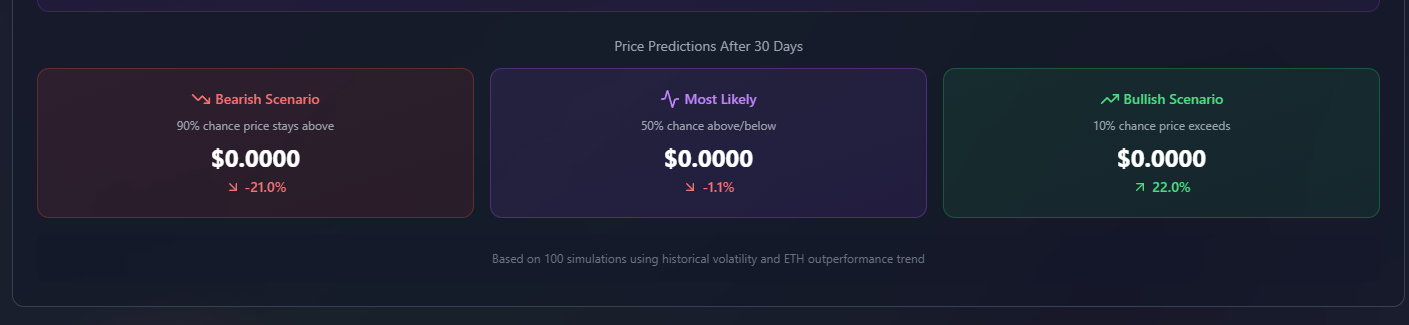 Price Predictions After 30 Days
Bearish Scenario
90% chance price stays above
$0.0000
-21.0%
Most Likely
50% chance above/below
$0.0000
-1.1%
Bullish Scenario
10% chance price exceeds
$0.0000
22.0%
Based on 100 simulations using historical volatility and ETH outperformance trend